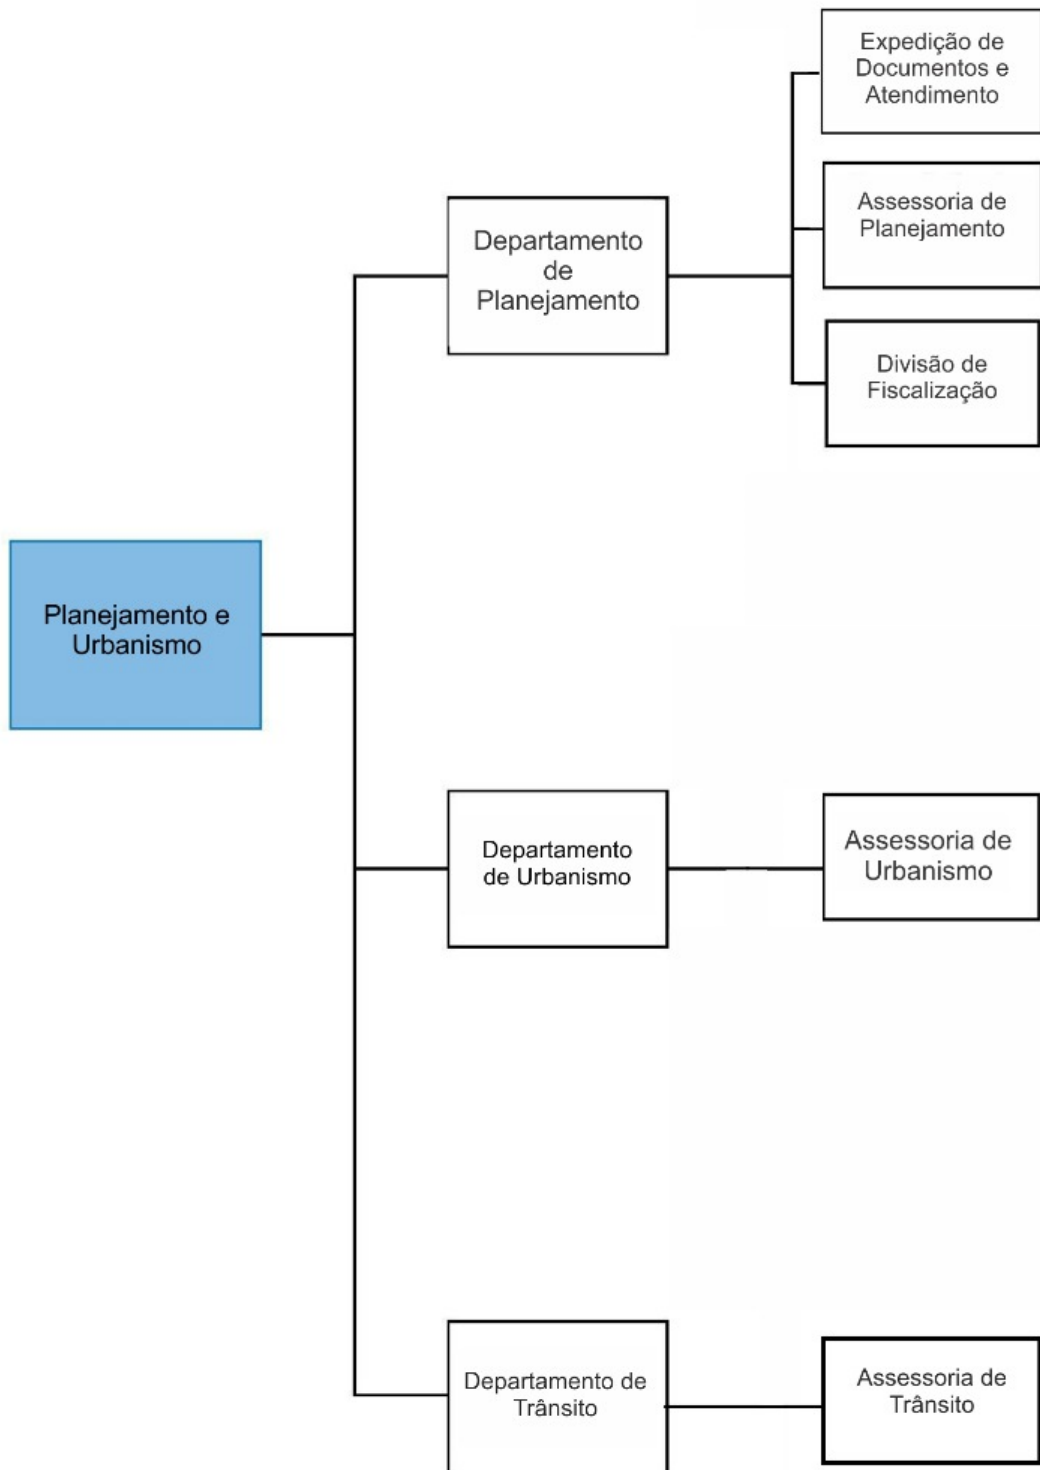 Expedição de
Documentos e
Atendimento
Assessoria de
Planejamento
Departamento
de
Planejamento
Divisão de
Fiscalização
Planejamento e
Urbanismo
Departamento
de Urbanismo
Assessoria de
Urbanismo
Departamento de
Trânsito
Assessoria de
Trânsito